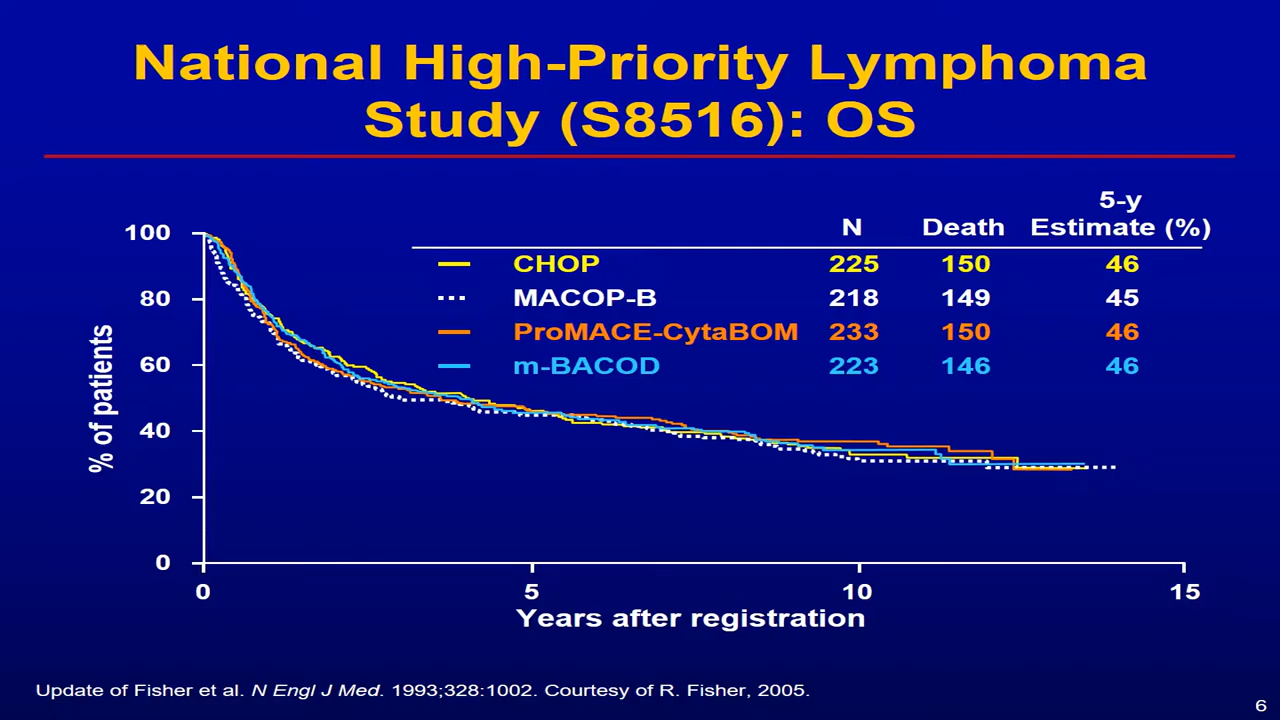 National High-Priority Lymphoma
Study (S8516): OS
5-y
N Death Estimate (%)
CHOP 225 150 46
MACOP-B 218 149 45
ProMACE-CytaBOM 233 150 46
m-BACOD 223 146 46
% of patients
100
80
60
40
20
0
0 5 10 15
Years after registration
Update of Fisher et al. N Engl J Med. 1993;328:1002. Courtesy of R. Fisher, 2005.
6